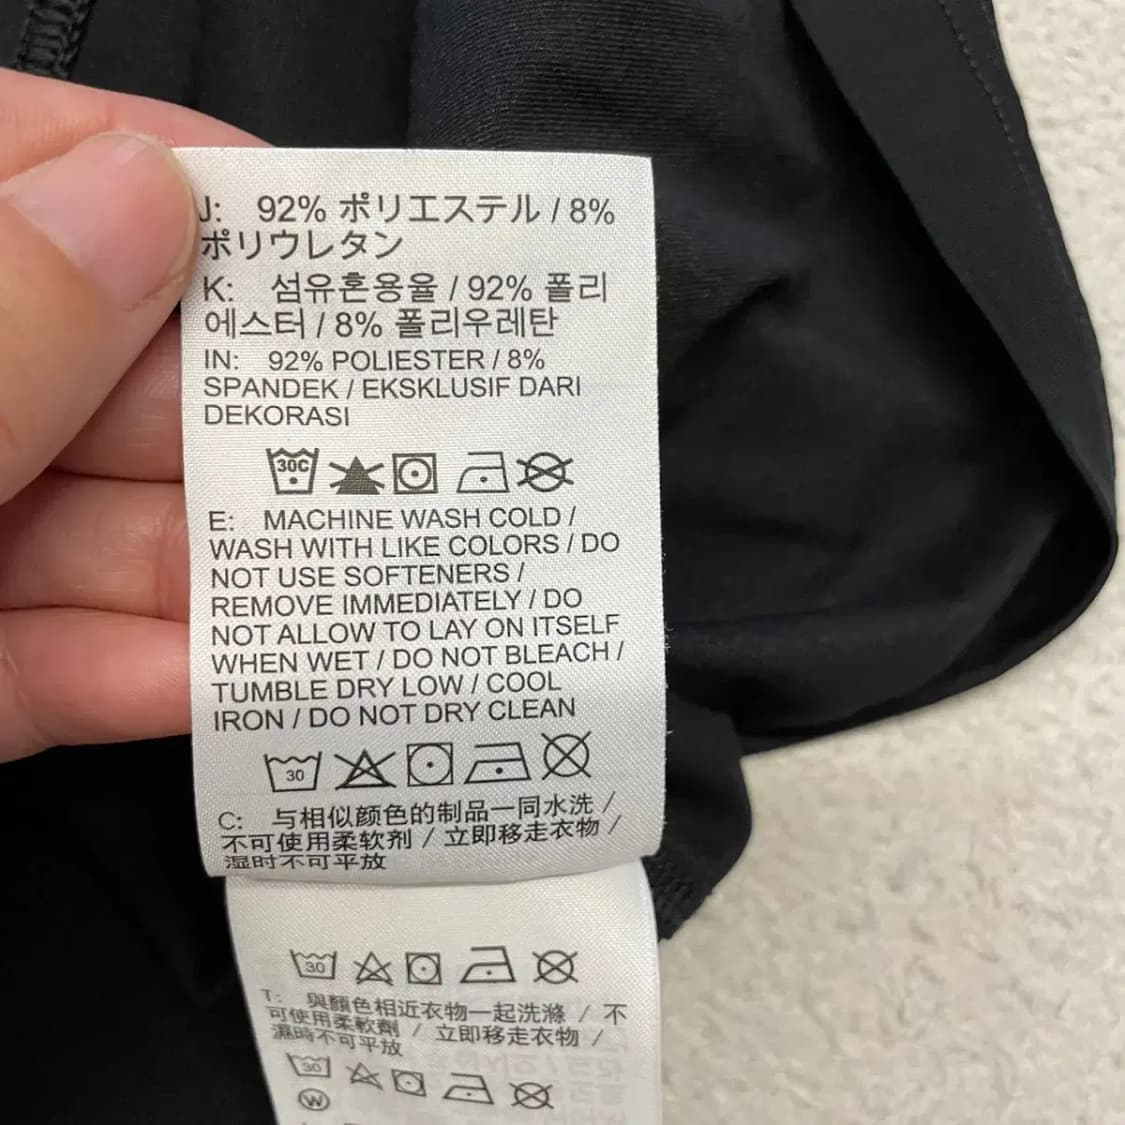 J: 92% ポリエステル / 8%
ポリウレタン
K: 섬유혼용율 / 92% 폴리
에스터 / 8% 폴리우레탄
IN: 92% POLIESTER / 8%
SPANDEK / EKSKLUSIF DARI
DEKORASI
30C
E: MACHINE WASH COLD /
WASH WITH LIKE COLORS / DO
NOT USE SOFTENERS /
REMOVE IMMEDIATELY / DO
NOT ALLOW TO LAY ON ITSELF
WHEN WET / DO NOT BLEACH /
TUMBLE DRY LOW / COOL
IRON / DO NOT DRY CLEAN
30
C: 与相似颜色的制品一同水洗 /
不可使用柔软剂 / 立即移走衣物 /
湿时不可平放
30
T: 與顏色相近衣物一起洗滌 / 不
可使用柔軟劑 / 立即移走衣物 /
濕時不可平放
30
W